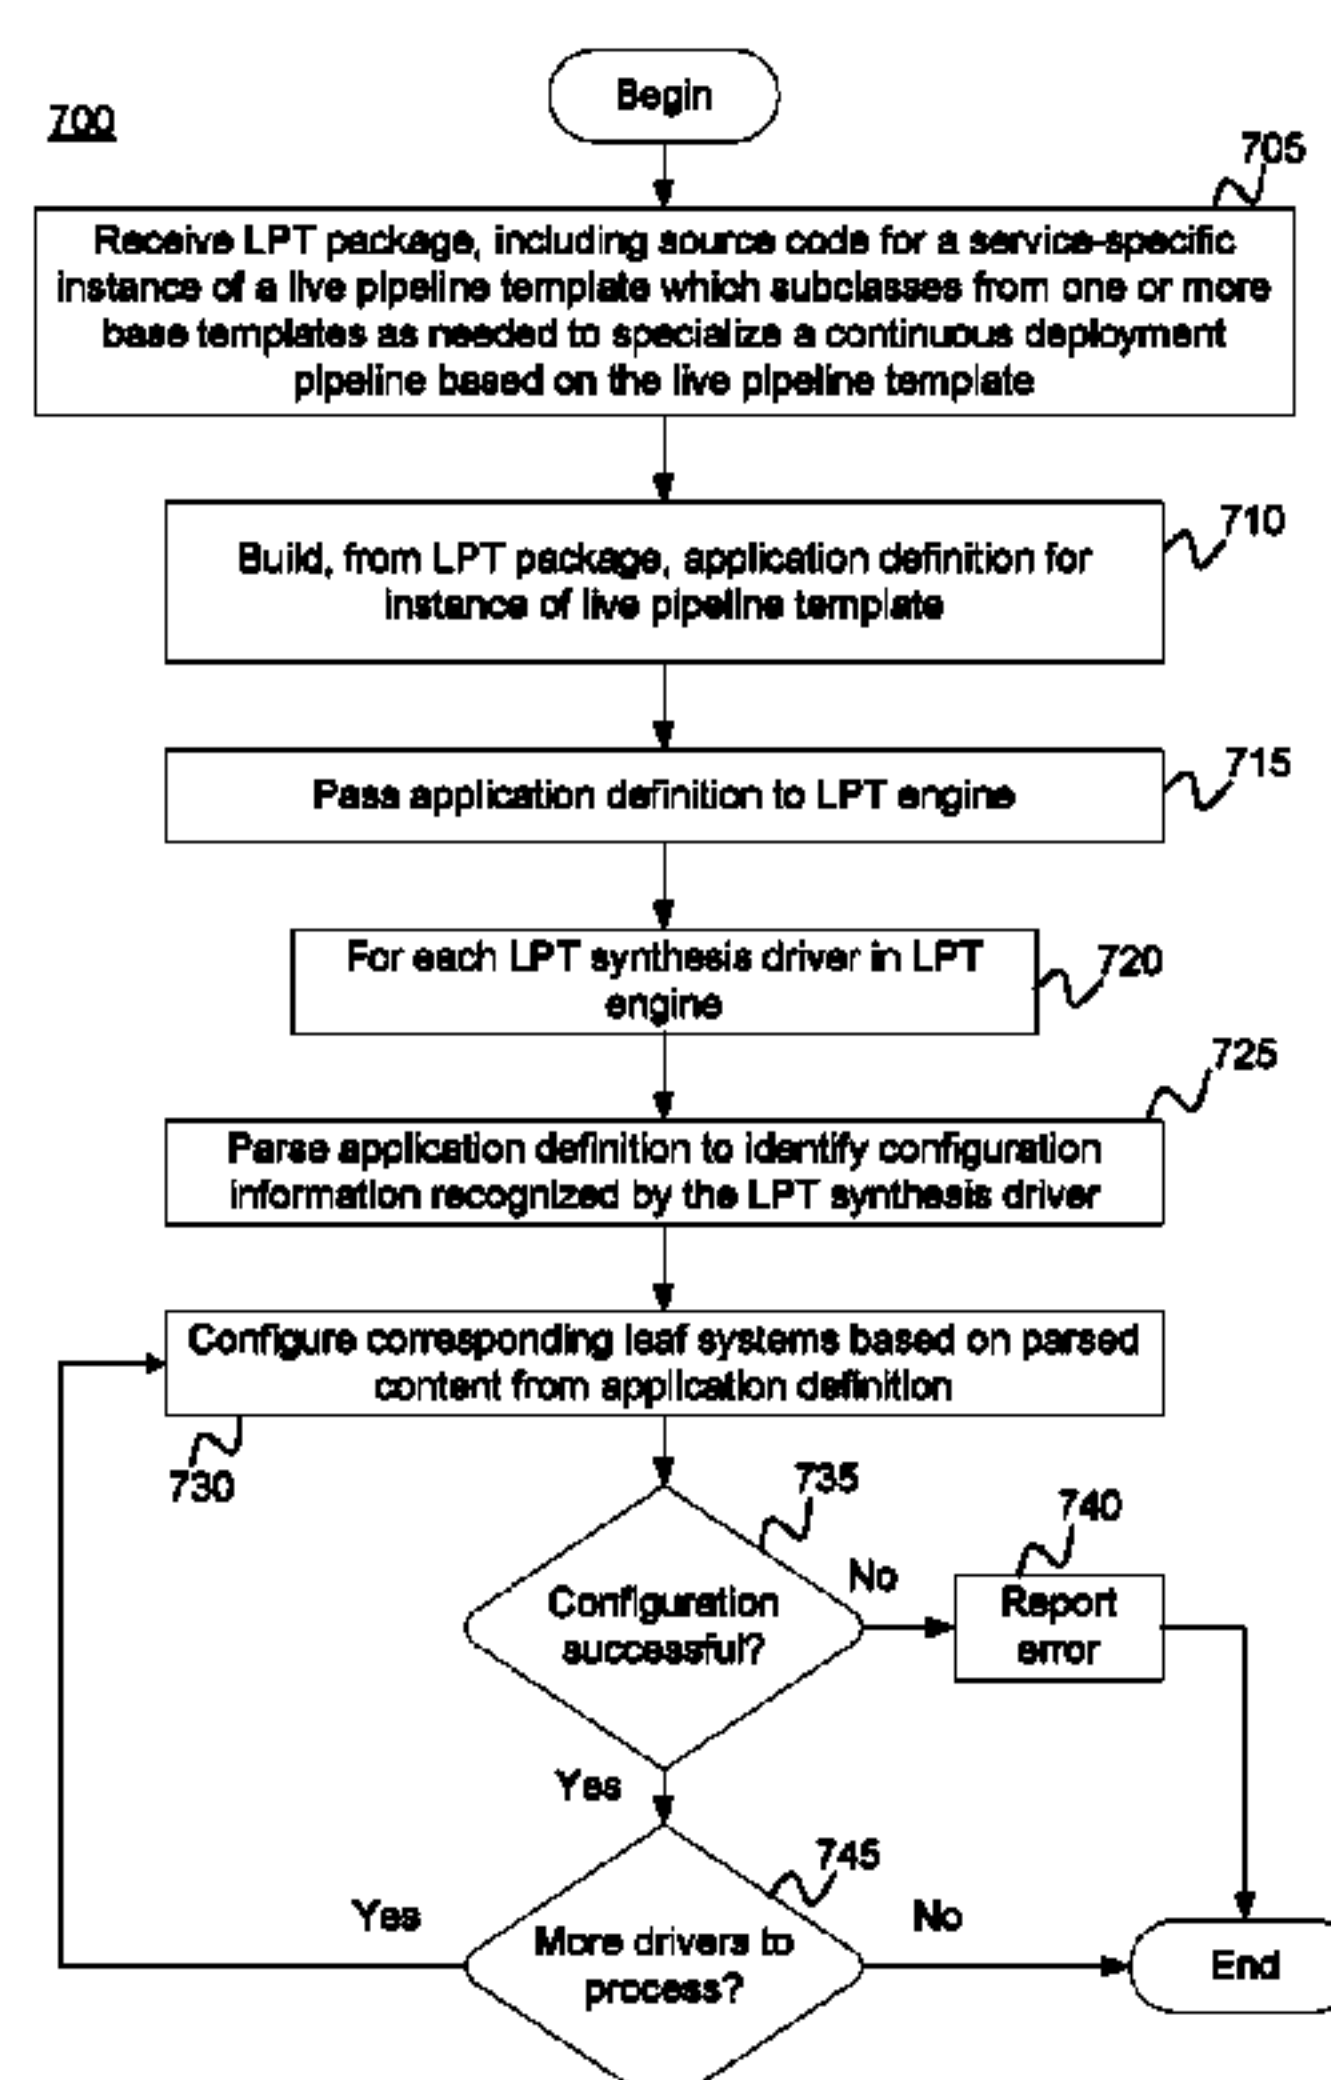 Begin
700
705
Receive LPT package, including source code for a service-specific
instance of a live pipeline template which subclasses from one or more
base templates as needed to specialize a continuous deployment
pipeline based on the live pipeline template
710
Build, from LPT package, application definition for
instance of live pipeline template
715
Pass application definition to LPT engine
720
For each LPT synthesis driver in LPT
engine
725
Parse application definition to identify configuration
information recognized by the LPT synthesis driver
Configure corresponding leaf systems based on parsed
content from application definition
730
735
740
Configuration
successful?
No
Report
error
Yes
745
Yes
More drivers to
process?
No
End